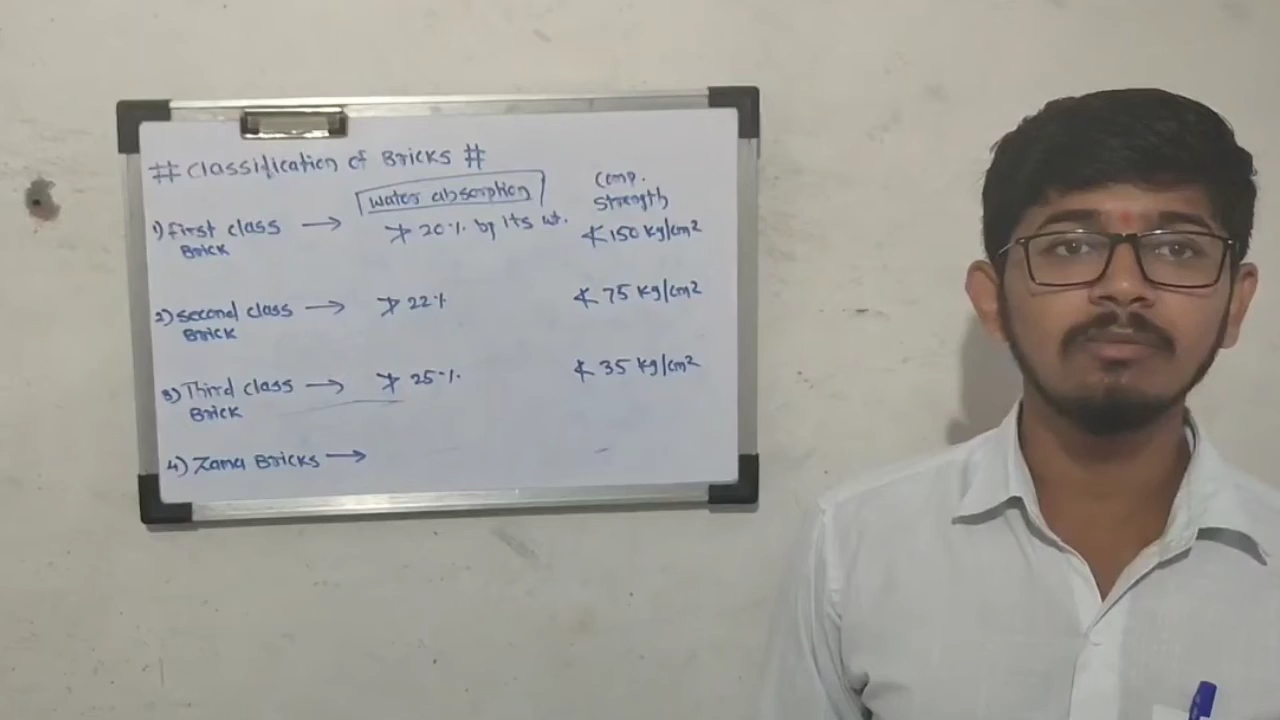 # Classification of Bricks #
water absorption
Comp.
Strength
1) First class → ≯ 20% by its wt. ≮ 150 kg/cm²
Brick
2) Second class → ≯ 22% ≮ 75 kg/cm²
Brick
3) Third class → ≯ 25% ≮ 35 kg/cm²
Brick
4) Zama Bricks →